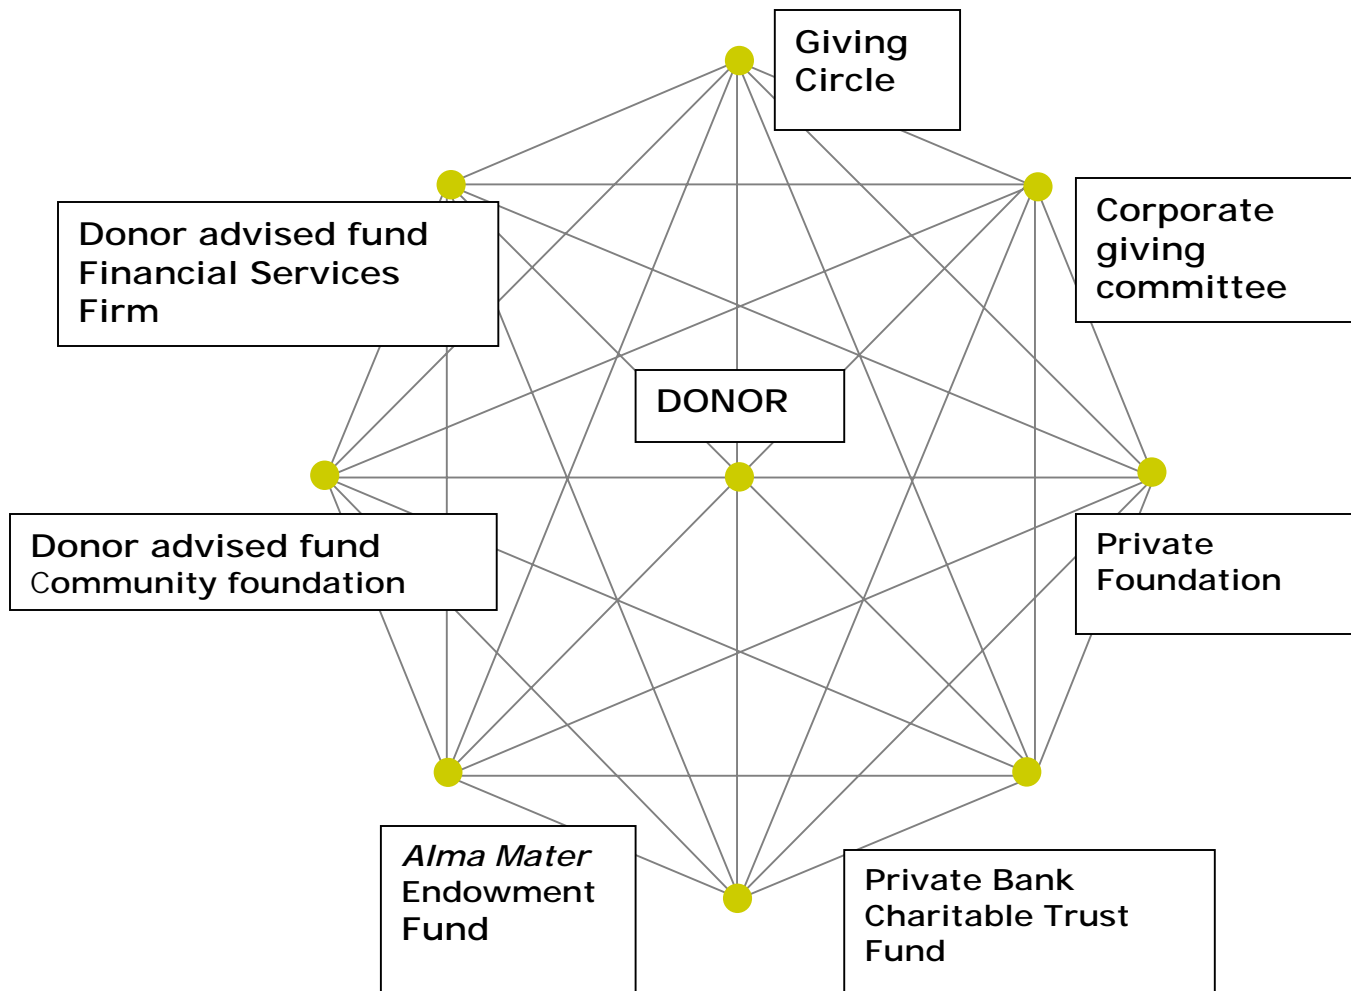 Giving
Circle
Corporate
giving
committee
Donor advised fund
Financial Services
Firm
DONOR
Donor advised fund
Community foundation
Private
Foundation
Alma Mater
Endowment
Fund
Private Bank
Charitable Trust
Fund